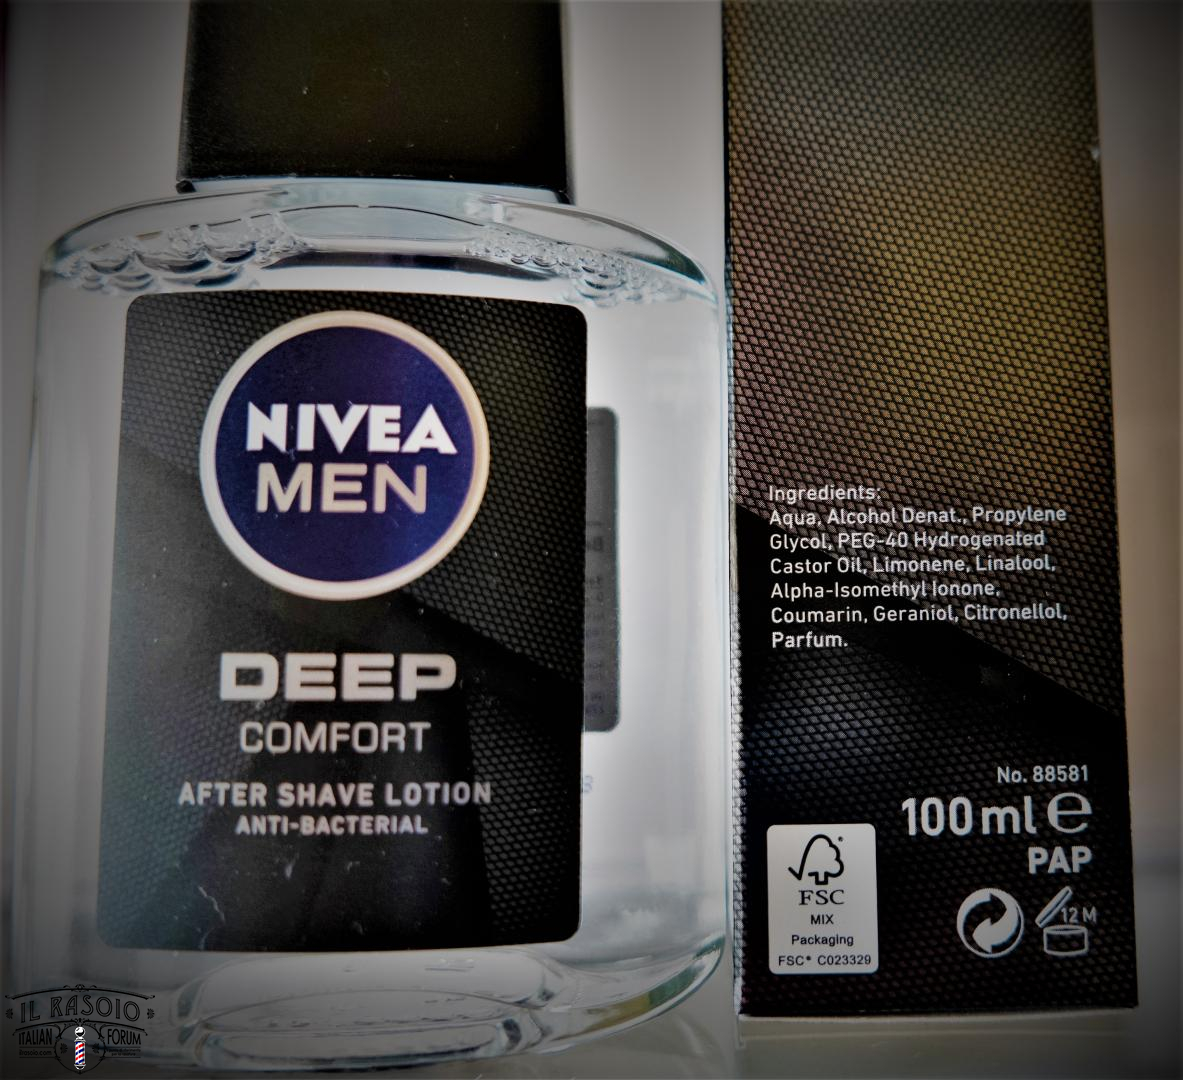 NIVEA
MEN
DEEP
COMFORT
AFTER SHAVE LOTION
ANTI-BACTERIAL
Ingredients:
Aqua, Alcohol Denat., Propylene
Glycol, PEG-40 Hydrogenated
Castor Oil, Limonene, Linalool,
Alpha-Isomethyl Ionone,
Coumarin, Geraniol, Citronellol,
Parfum.
No. 88581
100 ml e
PAP
12 M
FSC
MIX
Packaging
FSC® C023329
IL RASOIO
ITALIAN FORUM